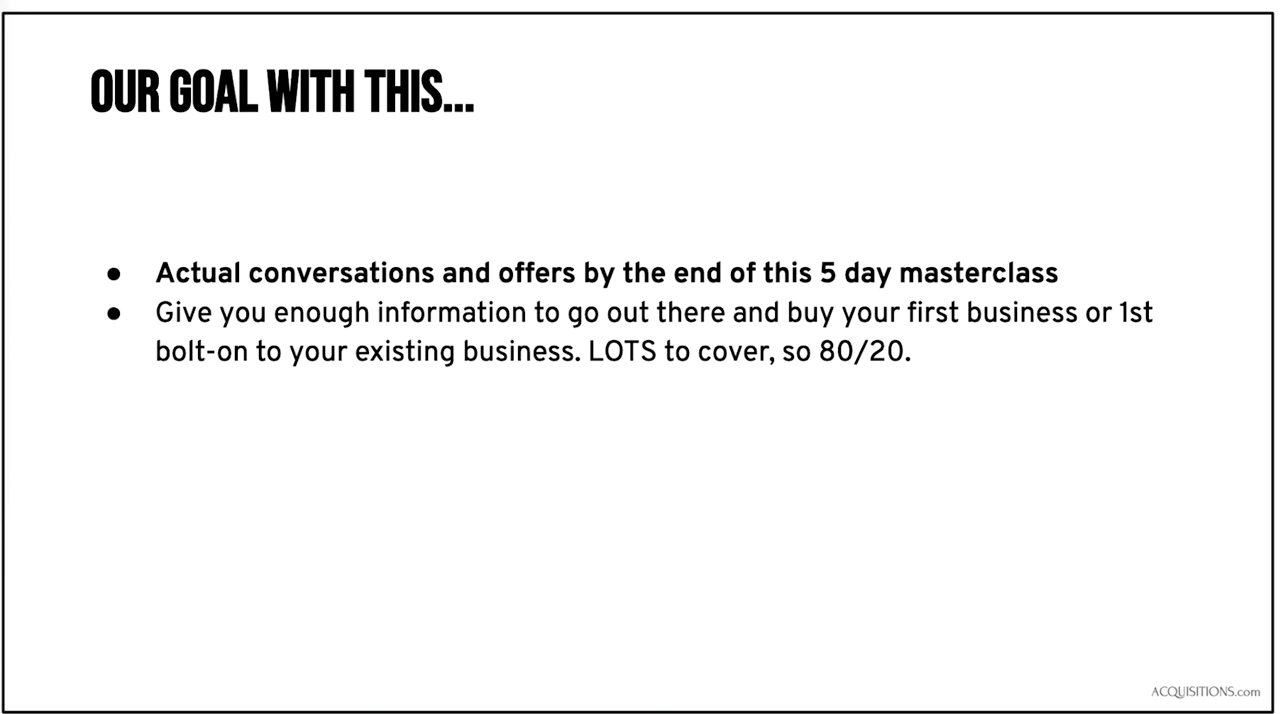 OUR GOAL WITH THIS...
● Actual conversations and offers by the end of this 5 day masterclass
● Give you enough information to go out there and buy your first business or 1st
bolt-on to your existing business. LOTS to cover, so 80/20.
ACQUISITIONS.com